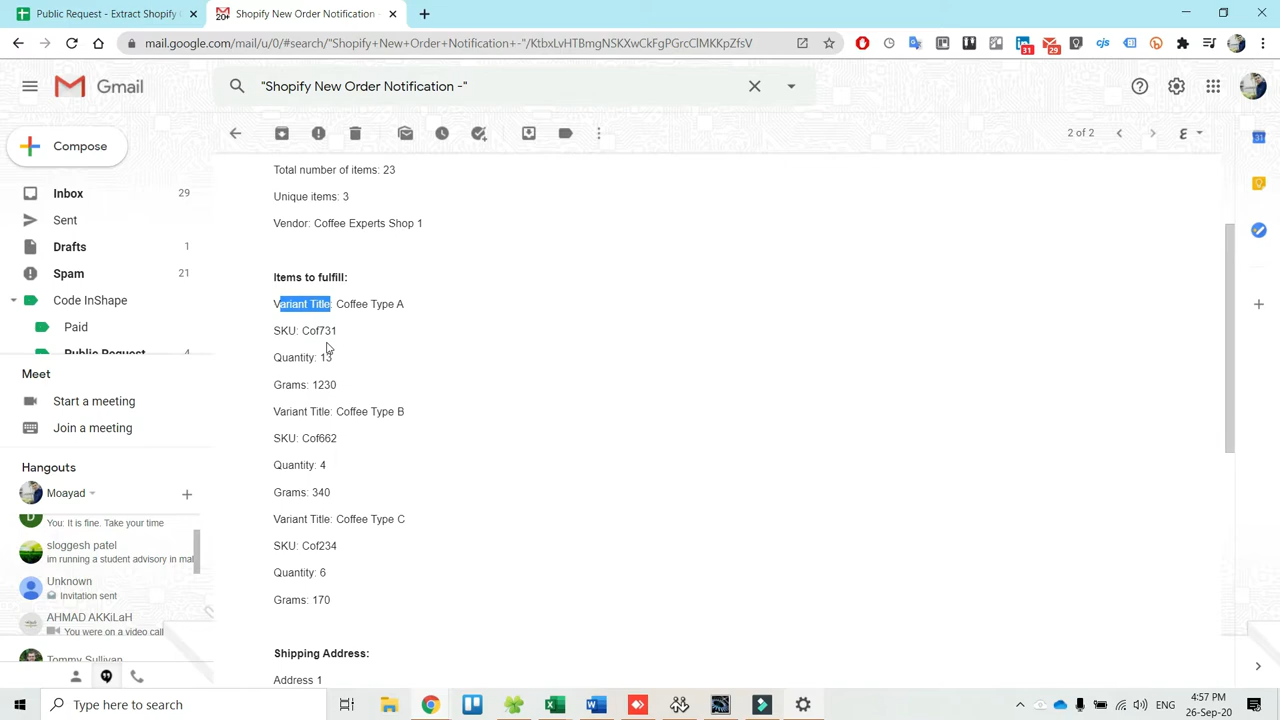 Public Request - Extract Shopify
20+
Shopify New Order Notification -
mail.google.com/mail/u/0/#search/"Shopify+New+Order+Notification+-"/KtbxLvHTBmgNSKXwCkFgPGrcClMKKpZfsV
cjs
31
29
Gmail
"Shopify New Order Notification -"
Compose
2 of 2
Inbox 29
Sent
Drafts 1
Spam 21
Code InShape
Paid
Public Request 4
Meet
Start a meeting
Join a meeting
Hangouts
Moayad
D
You: It is fine. Take your time
sloggesh patel
im running a student advisory in mal
Unknown
Invitation sent
AHMAD AKKiLaH
You were on a video call
Tommy Sullivan
Total number of items: 23
Unique items: 3
Vendor: Coffee Experts Shop 1
Items to fulfill:
Variant Title: Coffee Type A
SKU: Cof731
Quantity: 13
Grams: 1230
Variant Title: Coffee Type B
SKU: Cof662
Quantity: 4
Grams: 340
Variant Title: Coffee Type C
SKU: Cof234
Quantity: 6
Grams: 170
Shipping Address:
Address 1
31
Type here to search
ENG
4:57 PM
26-Sep-20